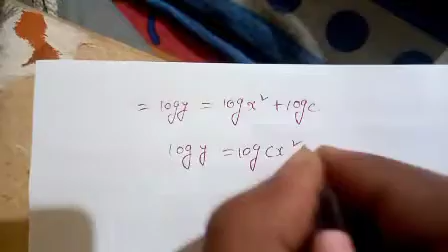 = log y = log x² + log c
log y = log cx²